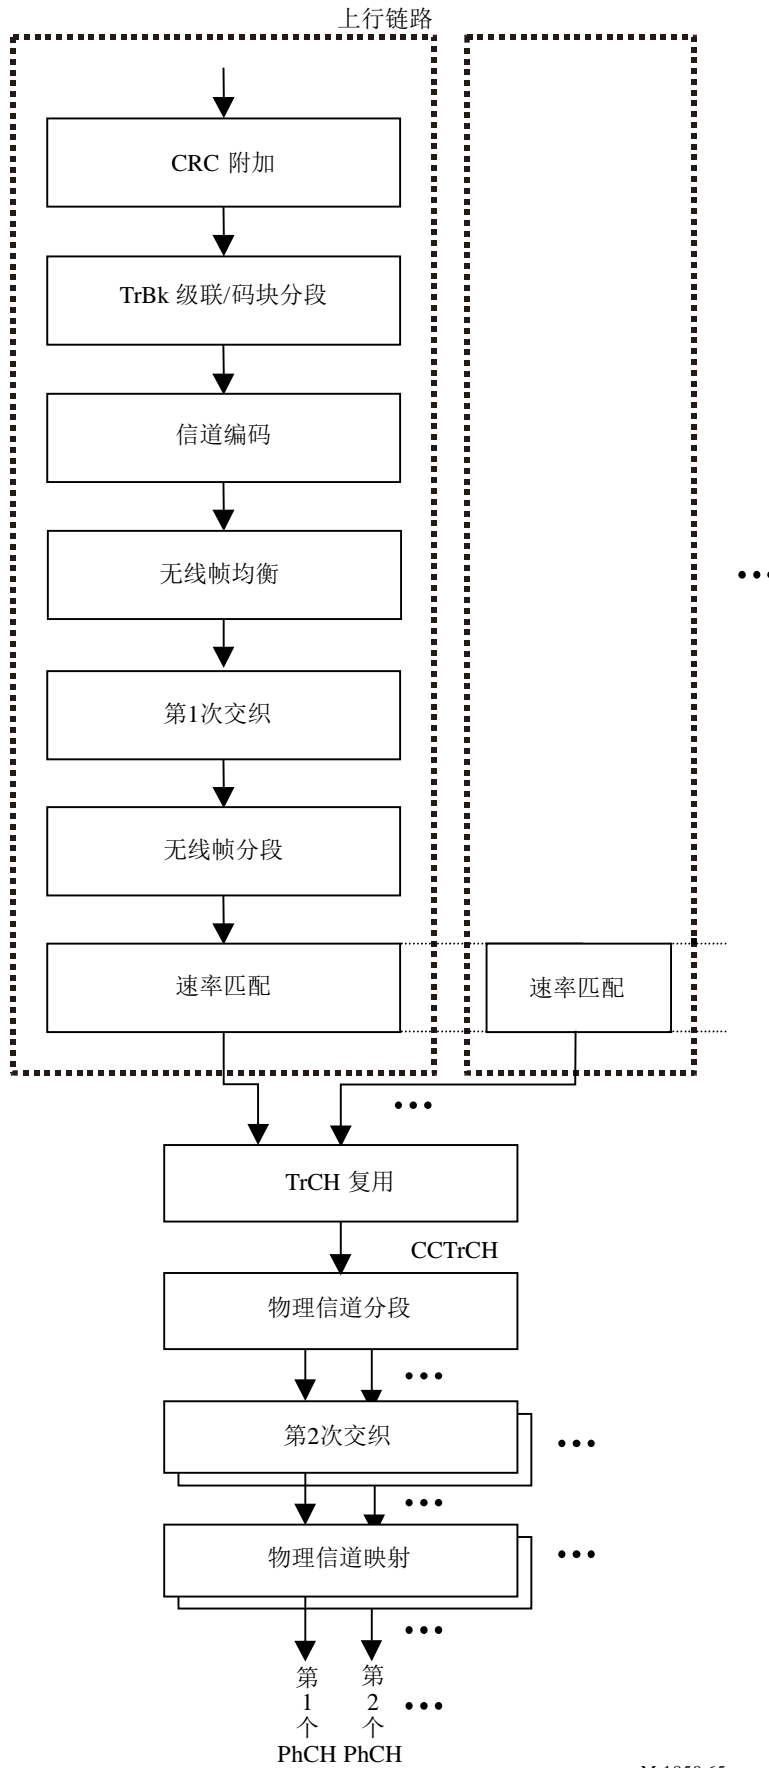 上行链路
CRC 附加
TrBk 级联/码块分段
信道编码
无线帧均衡
第1次交织
无线帧分段
速率匹配
速率匹配
TrCH 复用
CCTrCH
物理信道分段
第2次交织
物理信道映射
第
1
个
PhCH
第
2
个
PhCH